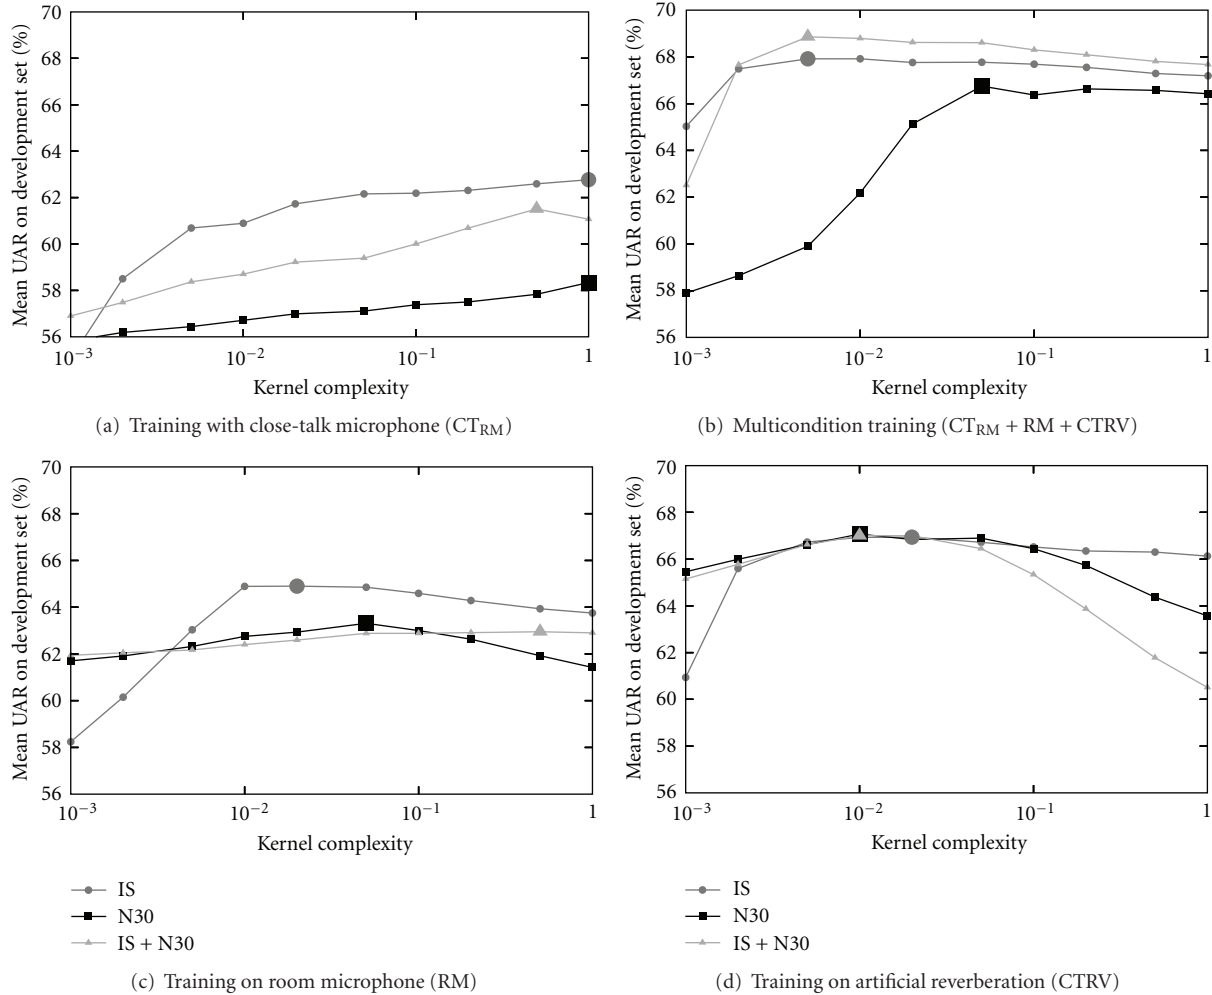 Mean UAR on development set (%)
70
68
66
64
62
60
58
56
10−3
10−2
10−1
1
Kernel complexity
(a) Training with close-talk microphone (CTRM)
Mean UAR on development set (%)
70
68
66
64
62
60
58
56
10−3
10−2
10−1
1
Kernel complexity
(b) Multicondition training (CTRM + RM + CTRV)
Mean UAR on development set (%)
70
68
66
64
62
60
58
56
10−3
10−2
10−1
1
Kernel complexity
IS
N30
IS + N30
(c) Training on room microphone (RM)
Mean UAR on development set (%)
70
68
66
64
62
60
58
56
10−3
10−2
10−1
1
Kernel complexity
IS
N30
IS + N30
(d) Training on artificial reverberation (CTRV)